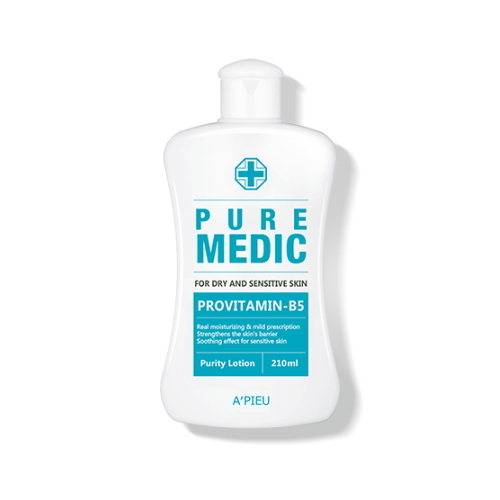 PURE
MEDIC
FOR DRY AND SENSITIVE SKIN
PROVITAMIN-B5
Real moisturizing & mild prescription
Strengthens the skin's barrier
Soothing effect for sensitive skin
Purity Lotion 210ml
A'PIEU